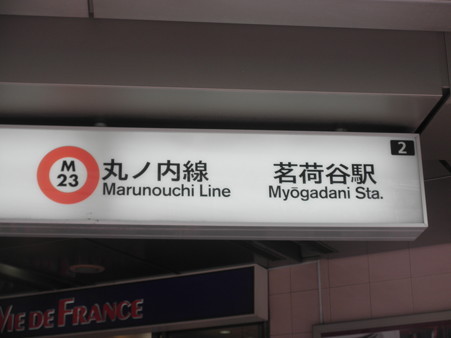 2
M
23
丸ノ内線
Marunouchi Line
茗荷谷駅
Myōgadani Sta.
VIE DE FRANCE